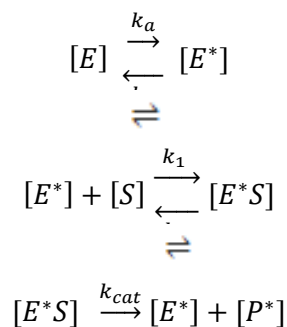 [E] ⇄ [E*] k_a
⇌
[E*] + [S] ⇄ [E*S] k_1
⇌
[E*S] → [E*] + [P*] k_cat